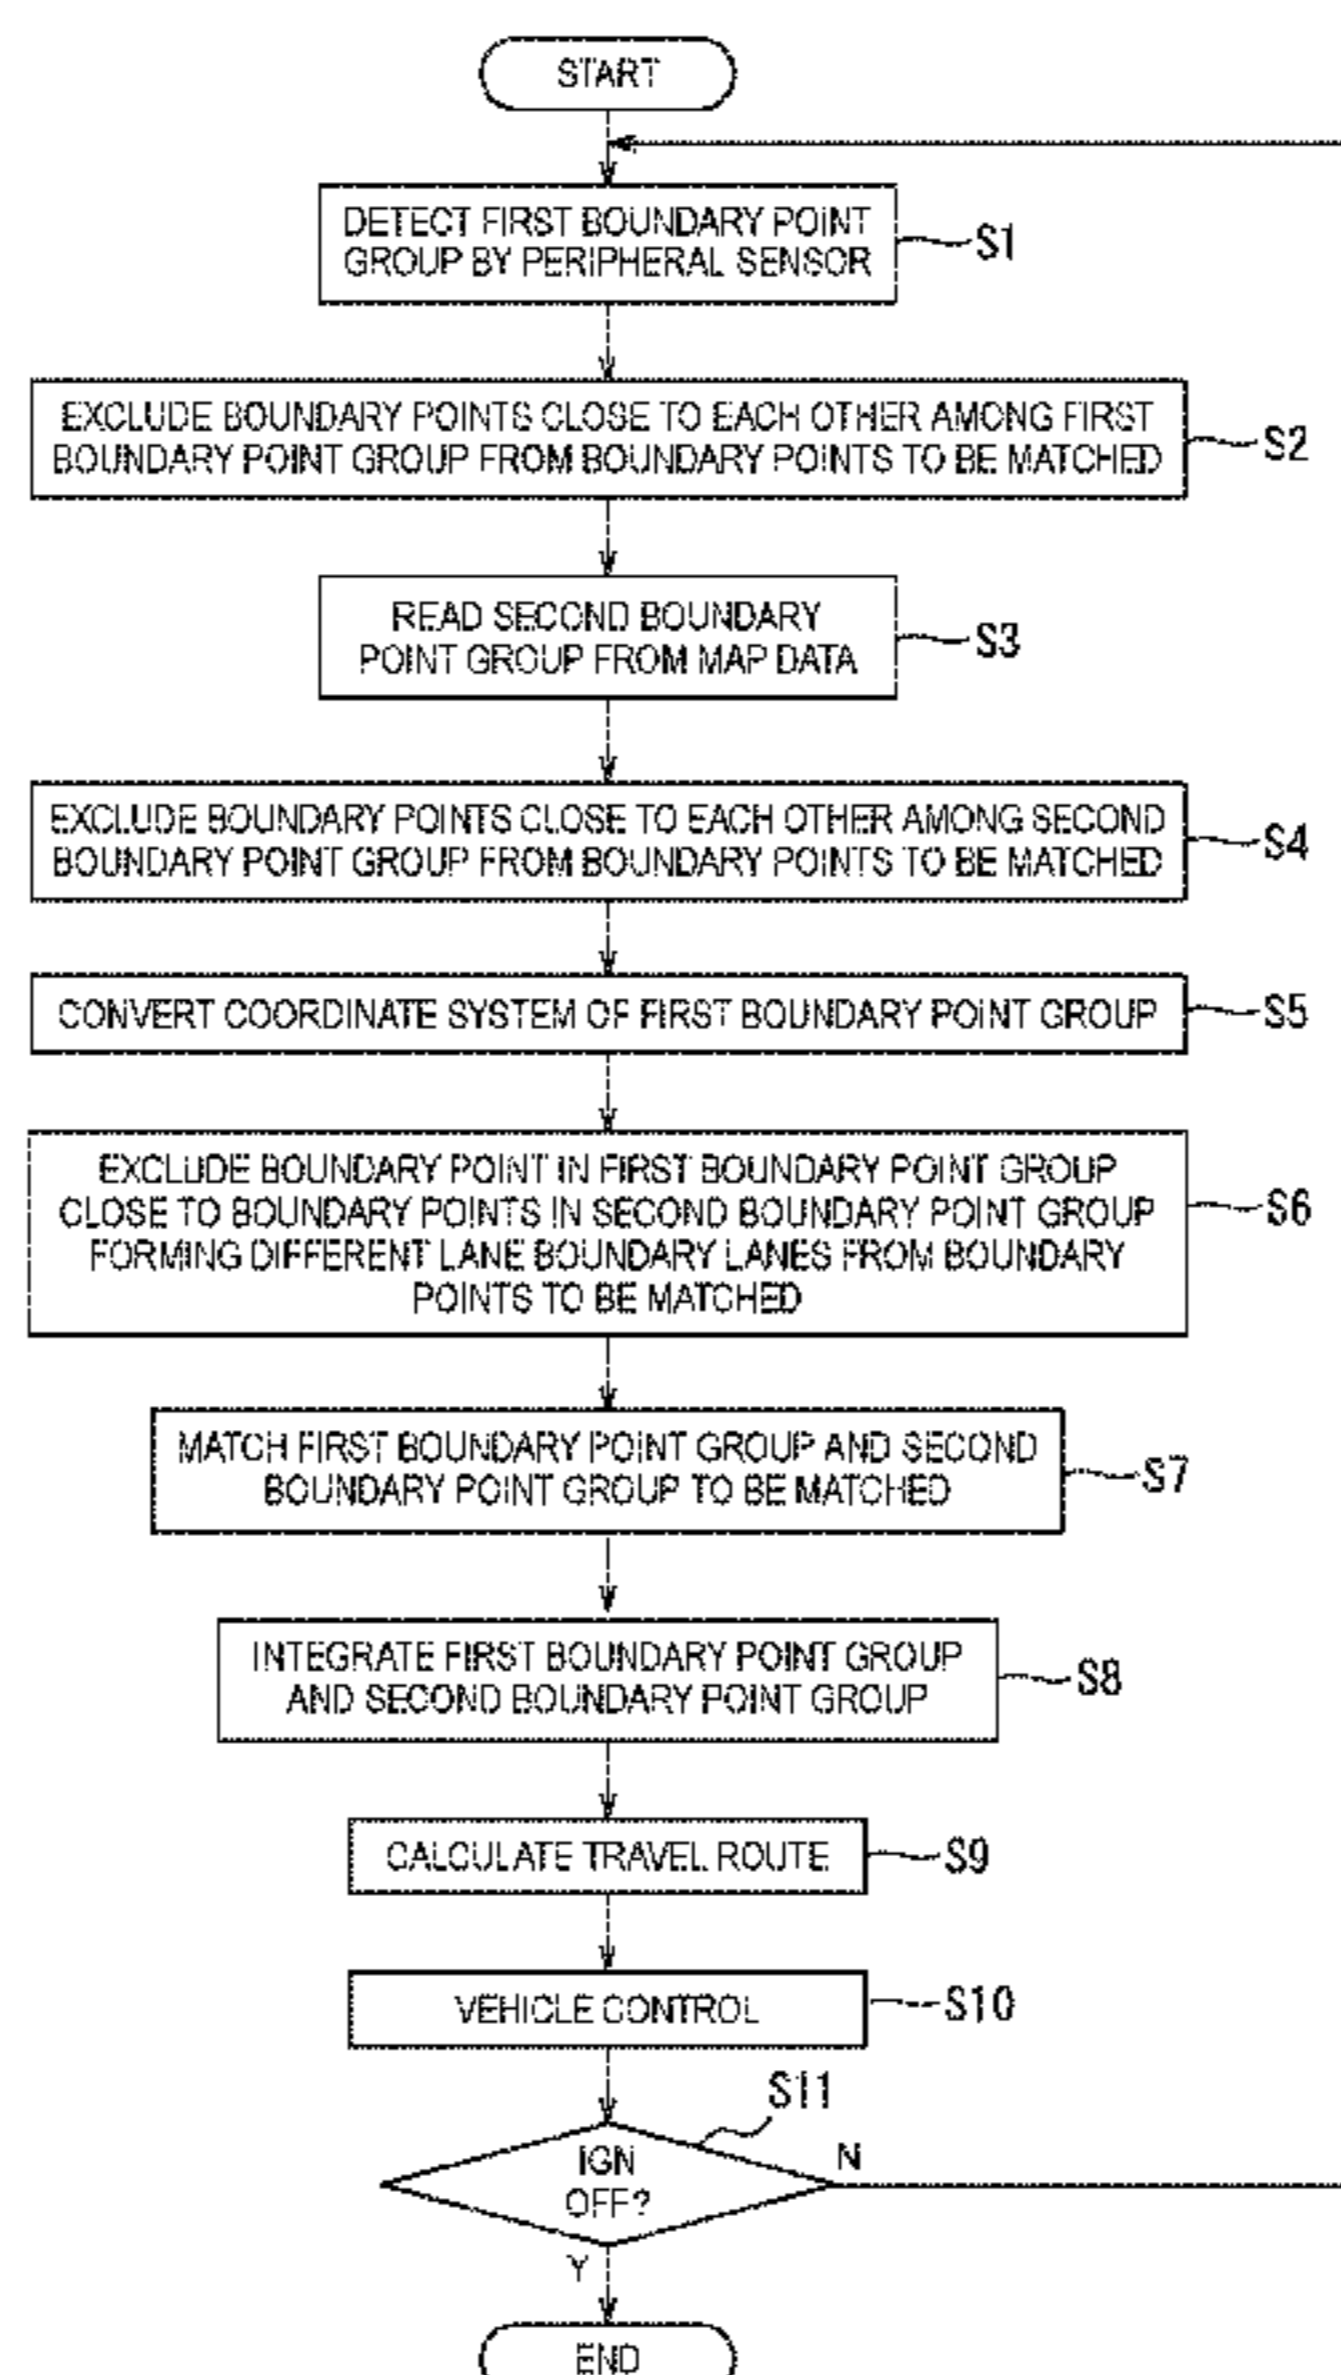 START
DETECT FIRST BOUNDARY POINT
GROUP BY PERIPHERAL SENSOR
S1
EXCLUDE BOUNDARY POINTS CLOSE TO EACH OTHER AMONG FIRST
BOUNDARY POINT GROUP FROM BOUNDARY POINTS TO BE MATCHED
S2
READ SECOND BOUNDARY
POINT GROUP FROM MAP DATA
S3
EXCLUDE BOUNDARY POINTS CLOSE TO EACH OTHER AMONG SECOND
BOUNDARY POINT GROUP FROM BOUNDARY POINTS TO BE MATCHED
S4
CONVERT COORDINATE SYSTEM OF FIRST BOUNDARY POINT GROUP
S5
EXCLUDE BOUNDARY POINT IN FIRST BOUNDARY POINT GROUP
CLOSE TO BOUNDARY POINTS IN SECOND BOUNDARY POINT GROUP
FORMING DIFFERENT LANE BOUNDARY LANES FROM BOUNDARY
POINTS TO BE MATCHED
S6
MATCH FIRST BOUNDARY POINT GROUP AND SECOND
BOUNDARY POINT GROUP TO BE MATCHED
S7
INTEGRATE FIRST BOUNDARY POINT GROUP
AND SECOND BOUNDARY POINT GROUP
S8
CALCULATE TRAVEL ROUTE
S9
VEHICLE CONTROL
S10
S11
IGN
OFF?
N
Y
END